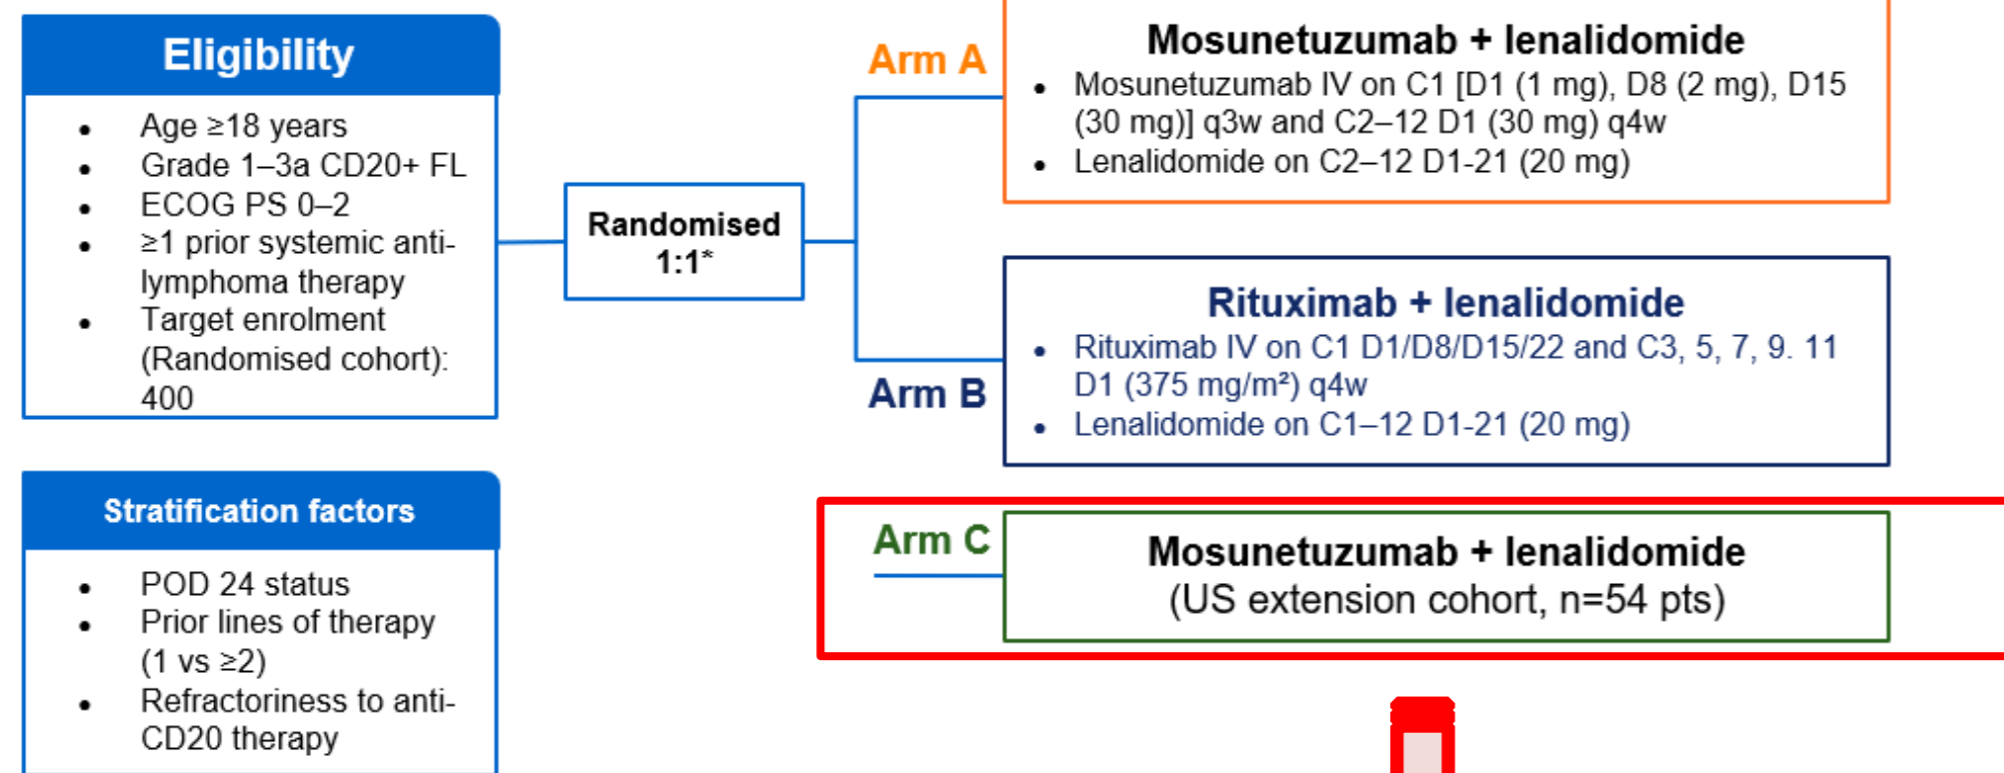 Eligibility
• Age ≥18 years
• Grade 1–3a CD20+ FL
• ECOG PS 0–2
• ≥1 prior systemic anti-
lymphoma therapy
• Target enrolment
(Randomised cohort):
400
Stratification factors
• POD 24 status
• Prior lines of therapy
(1 vs ≥2)
• Refractoriness to anti-
CD20 therapy
Randomised
1:1*
Arm A
Mosunetuzumab + lenalidomide
• Mosunetuzumab IV on C1 [D1 (1 mg), D8 (2 mg), D15
(30 mg)] q3w and C2–12 D1 (30 mg) q4w
• Lenalidomide on C2–12 D1-21 (20 mg)
Arm B
Rituximab + lenalidomide
• Rituximab IV on C1 D1/D8/D15/22 and C3, 5, 7, 9. 11
D1 (375 mg/m²) q4w
• Lenalidomide on C1–12 D1-21 (20 mg)
Arm C
Mosunetuzumab + lenalidomide
(US extension cohort, n=54 pts)